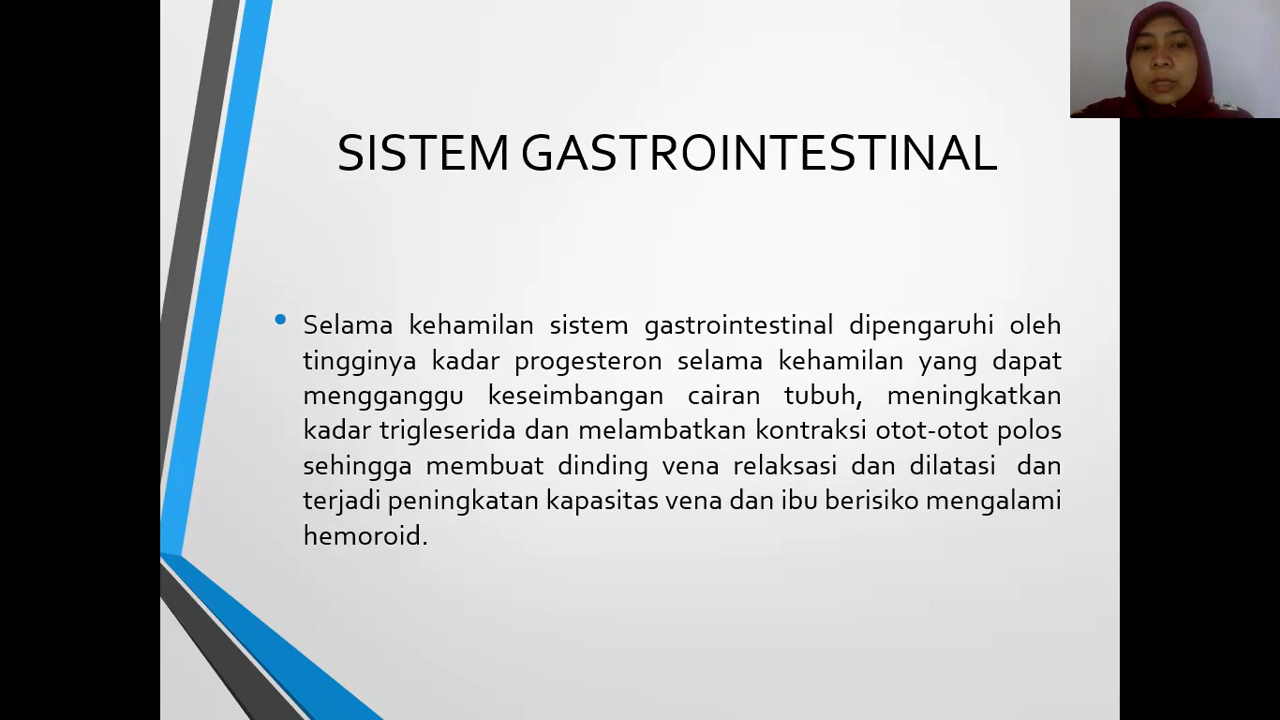 SISTEM GASTROINTESTINAL
Selama kehamilan sistem gastrointestinal dipengaruhi oleh
tingginya kadar progesteron selama kehamilan yang dapat
mengganggu keseimbangan cairan tubuh, meningkatkan
kadar trigleserida dan melambatkan kontraksi otot-otot polos
sehingga membuat dinding vena relaksasi dan dilatasi dan
terjadi peningkatan kapasitas vena dan ibu berisiko mengalami
hemoroid.